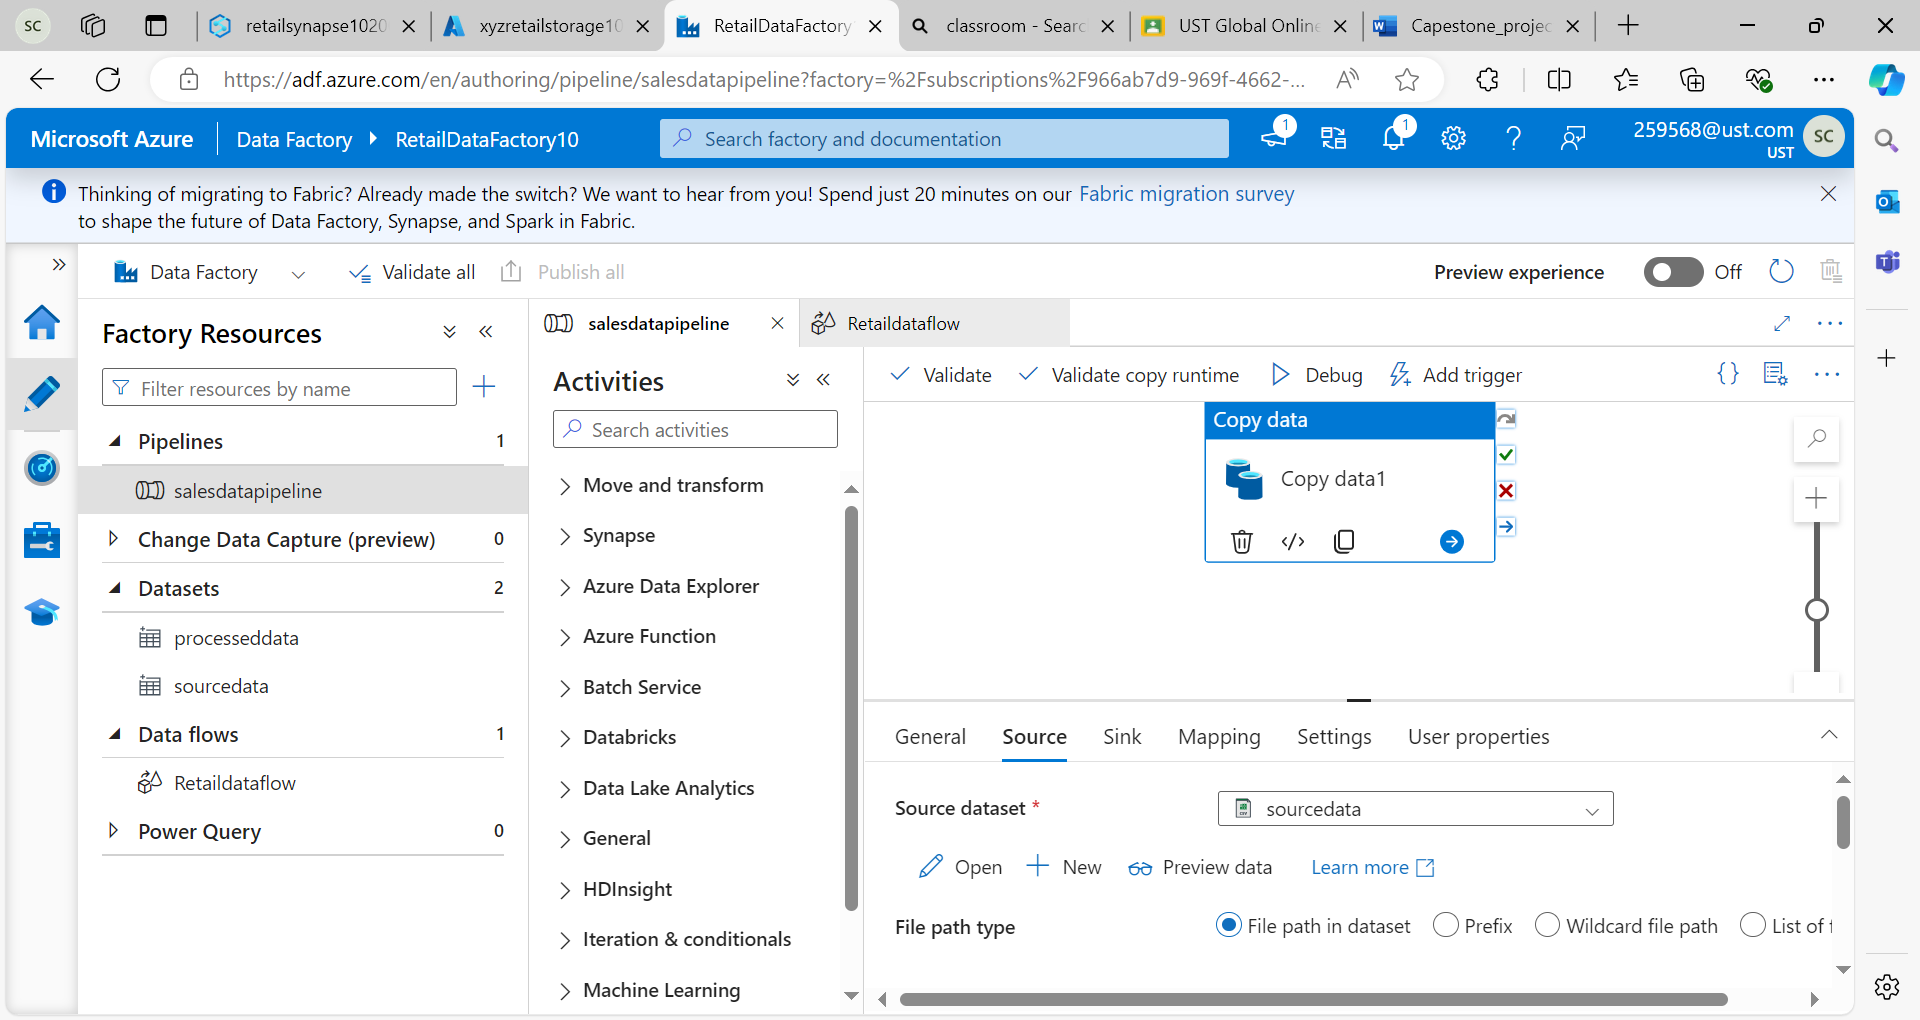 SC
retailsynapse1020
xyzretailstorage10
RetailDataFactory
classroom - Searc
UST Global Online
Capestone_projec
https://adf.azure.com/en/authoring/pipeline/salesdatapipeline?factory=%2Fsubscriptions%2F966ab7d9-969f-4662-...
Microsoft Azure
Data Factory
RetailDataFactory10
Search factory and documentation
1
1
259568@ust.com
UST
SC
Thinking of migrating to Fabric? Already made the switch? We want to hear from you! Spend just 20 minutes on our Fabric migration survey
to shape the future of Data Factory, Synapse, and Spark in Fabric.
Data Factory
Validate all
Publish all
Preview experience
Off
Factory Resources
Filter resources by name
Pipelines 1
salesdatapipeline
Change Data Capture (preview) 0
Datasets 2
processeddata
sourcedata
Data flows 1
Retaildataflow
Power Query 0
salesdatapipeline
Retaildataflow
Activities
Search activities
Move and transform
Synapse
Azure Data Explorer
Azure Function
Batch Service
Databricks
Data Lake Analytics
General
HDInsight
Iteration & conditionals
Machine Learning
Validate
Validate copy runtime
Debug
Add trigger
Copy data
Copy data1
General
Source
Sink
Mapping
Settings
User properties
Source dataset *
sourcedata
Open
New
Preview data
Learn more
File path type
File path in dataset
Prefix
Wildcard file path
List of f